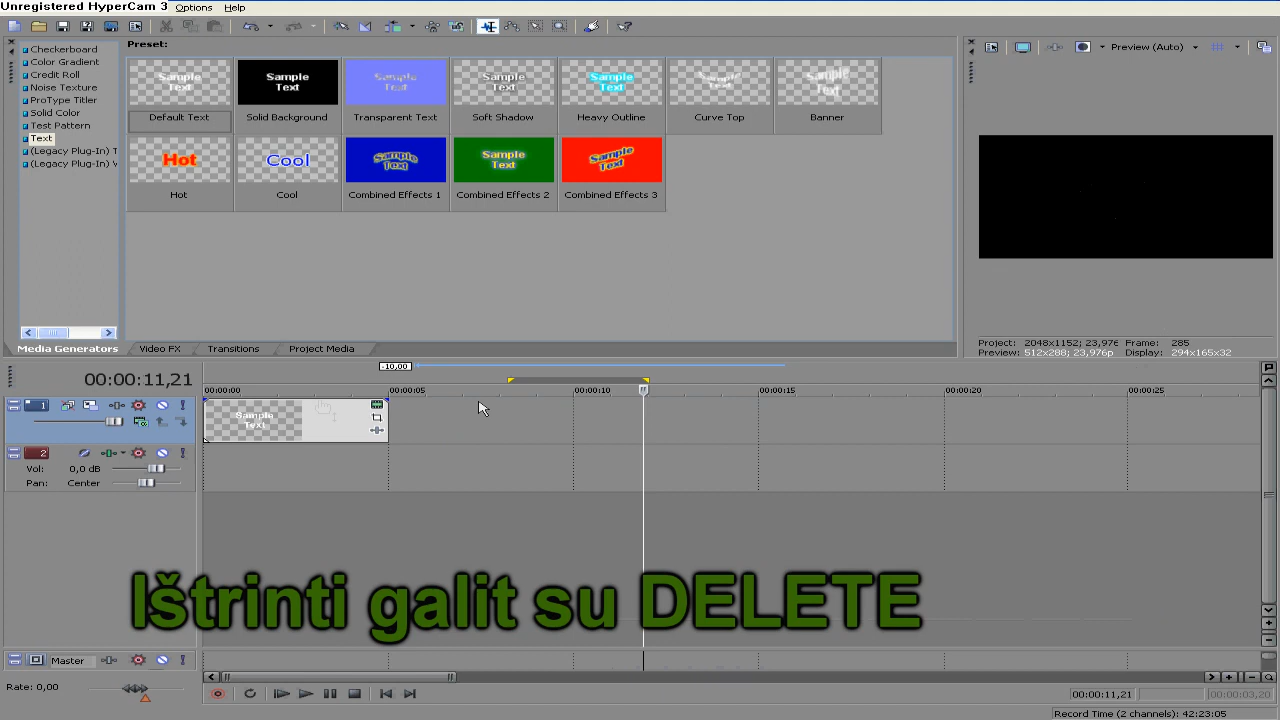 Unregistered HyperCam 3 Options Help
Checkerboard
Color Gradient
Credit Roll
Noise Texture
ProType Titler
Solid Color
Test Pattern
Text
(Legacy Plug-In) T
(Legacy Plug-In) V
Preset:
Sample Text
Sample Text
Sample Text
Sample Text
Sample Text
Sample Text
Sample Text
Default Text
Solid Background
Transparent Text
Soft Shadow
Heavy Outline
Curve Top
Banner
Hot
Cool
Sample Text
Sample Text
Sample Text
Hot
Cool
Combined Effects 1
Combined Effects 2
Combined Effects 3
Preview (Auto)
Project: 2048x1152; 23,976p Frame: 285
Preview: 512x288; 23,976p Display: 294x165x32
Media Generators Video FX Transitions Project Media
-10,00
00:00:11,21
00:00:00 00:00:05 00:00:10 00:00:15 00:00:20 00:00:25
1
Sample
Text
2
Vol: 0,0 dB
Pan: Center
Ištrinti galit su DELETE
Master
Rate: 0,00
00:00:11,21 00:00:03,20
Record Time (2 channels): 42:23:05